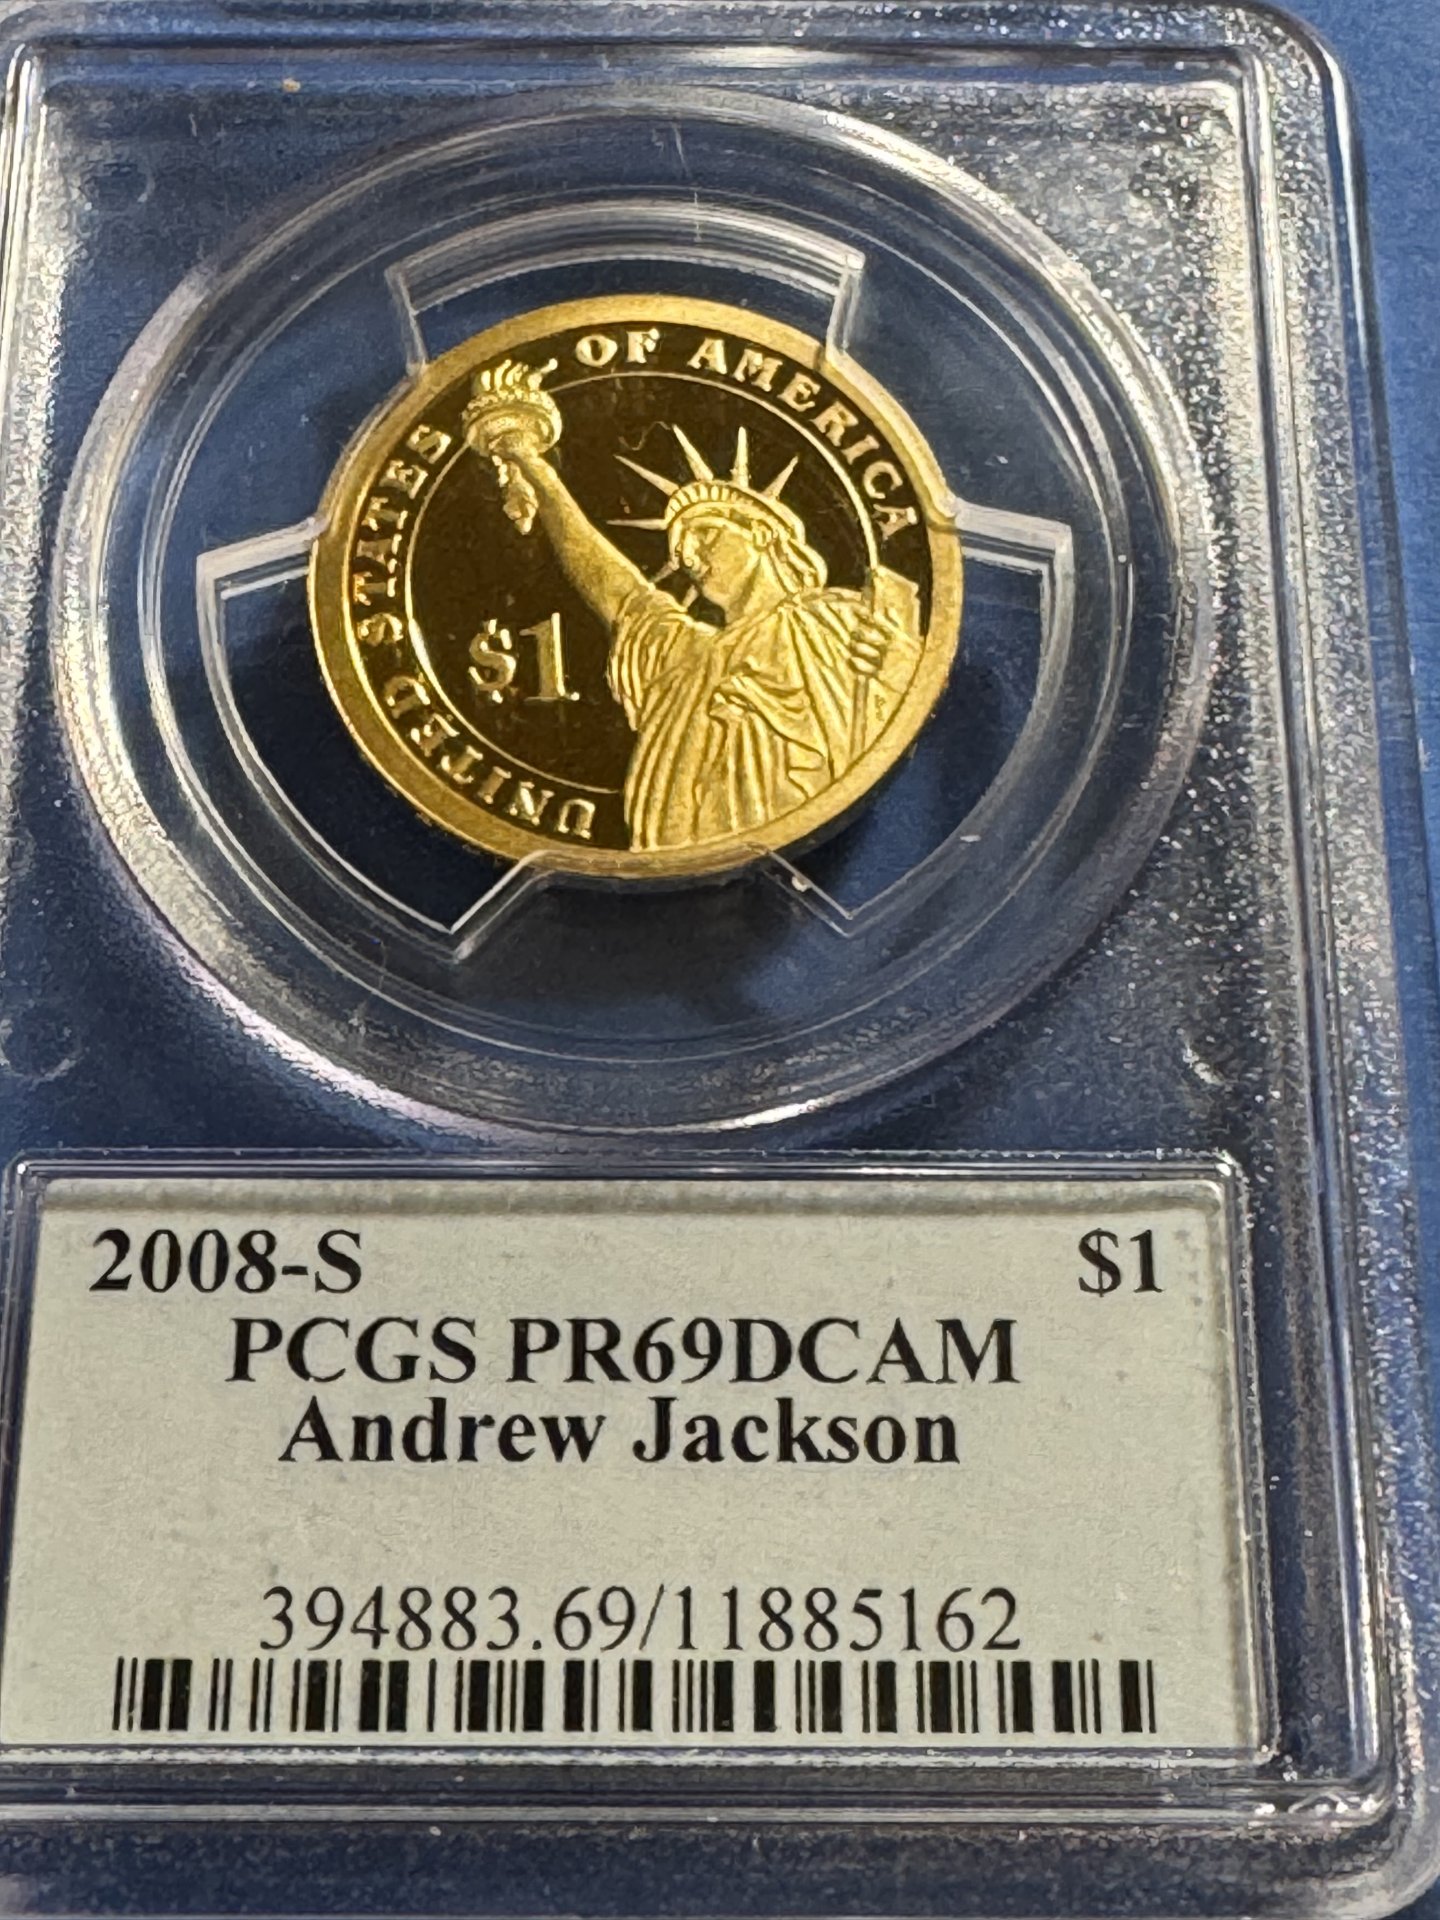 UNITED STATES OF AMERICA
$1
2008-S $1
PCGS PR69DCAM
Andrew Jackson
394883.69/11885162